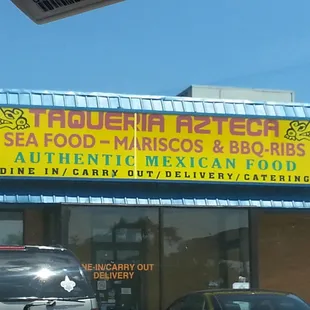 TAQUERIA AZTECA
SEA FOOD - MARISCOS & BBQ-RIBS
AUTHENTIC MEXICAN FOOD
DINE IN/CARRY OUT/DELIVERY/CATERING
NE-IN/CARRY OUT
DELIVERY